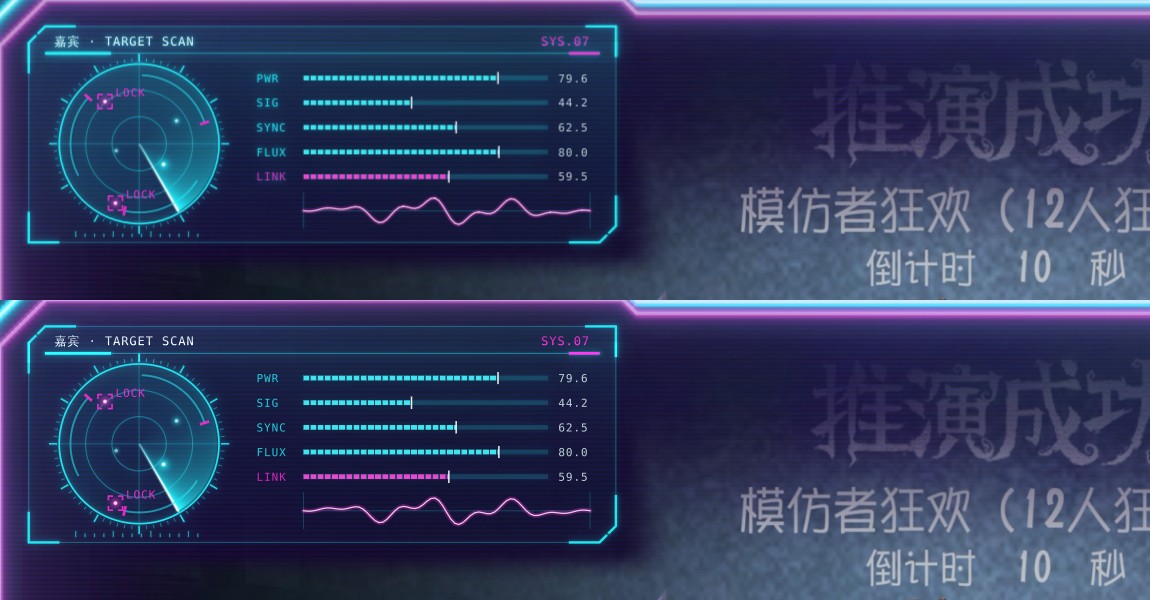 嘉宾 · TARGET SCAN
SYS.07
LOCK
LOCK
PWR 79.6
SIG 44.2
SYNC 62.5
FLUX 80.0
LINK 59.5
推演成功
模仿者狂欢（12人狂
倒计时 10 秒
嘉宾 · TARGET SCAN
SYS.07
LOCK
LOCK
PWR 79.6
SIG 44.2
SYNC 62.5
FLUX 80.0
LINK 59.5
推演成功
模仿者狂欢（12人狂
倒计时 10 秒